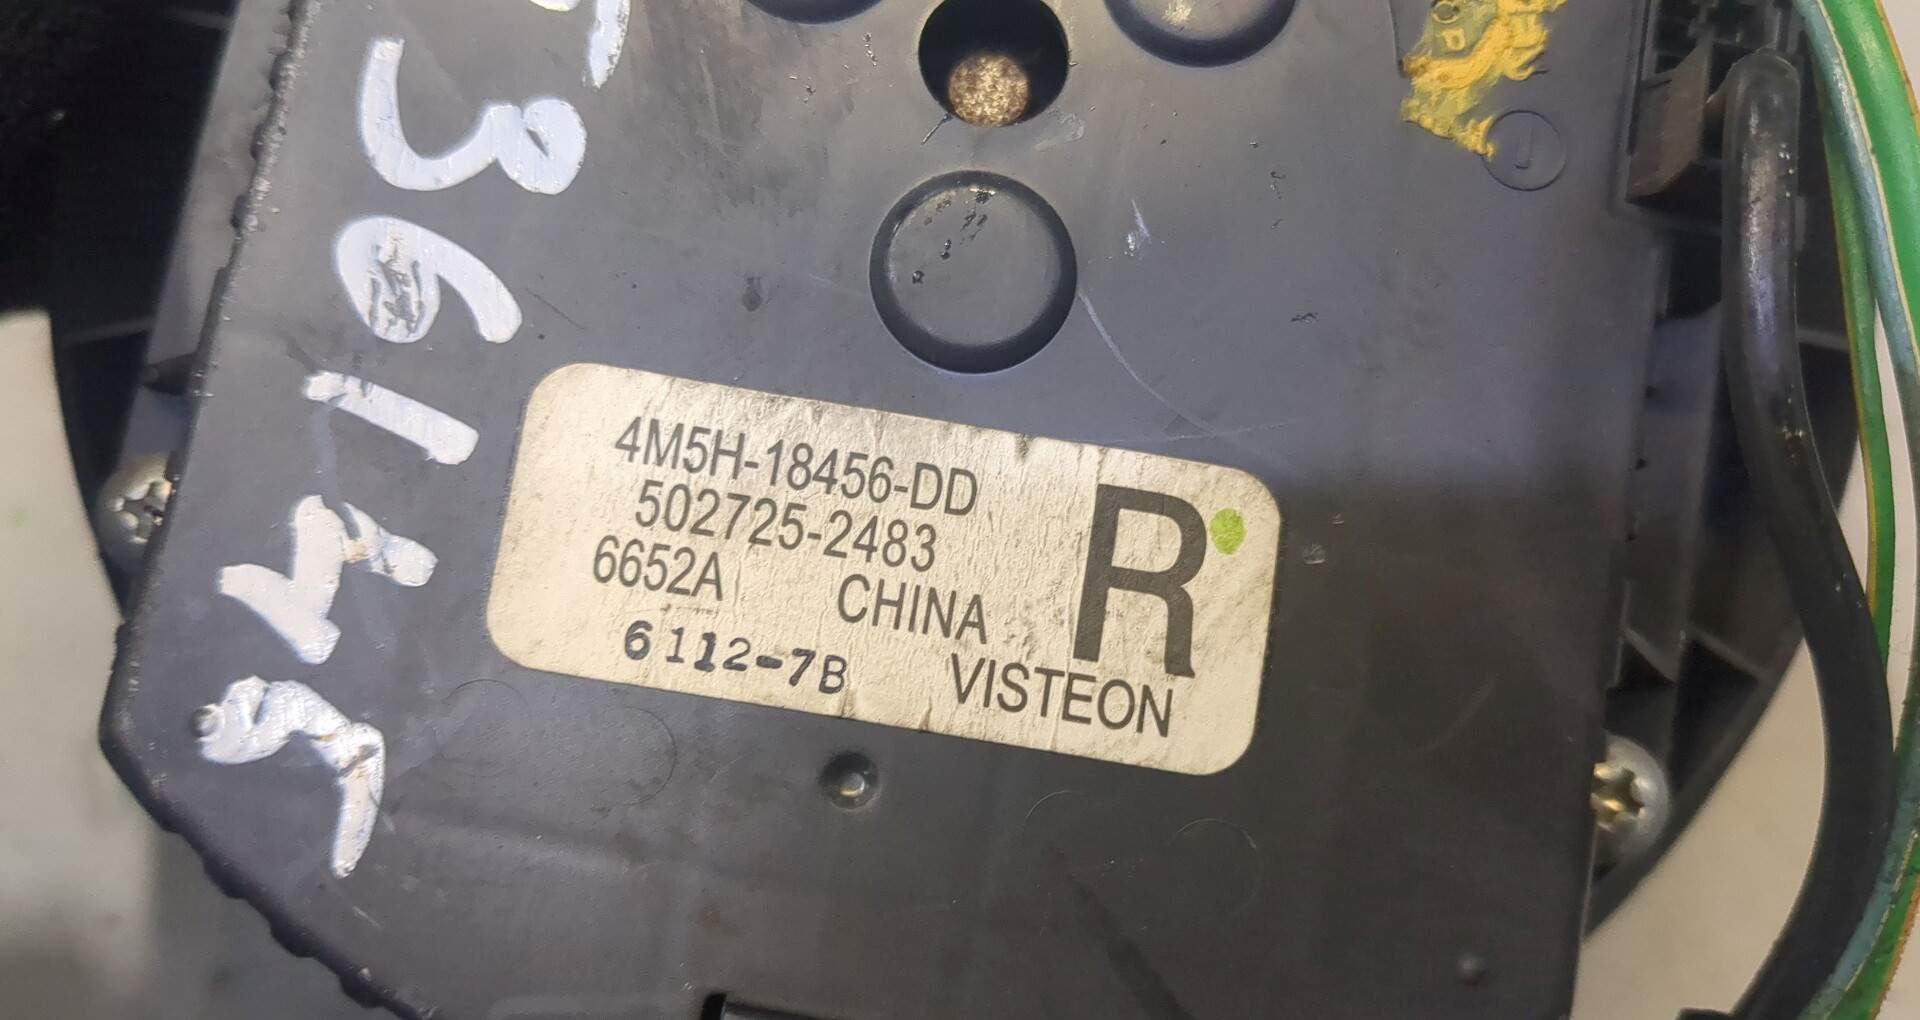 4M5H-18456-DD
502725-2483
6652A CHINA
R
6112-7B VISTEON